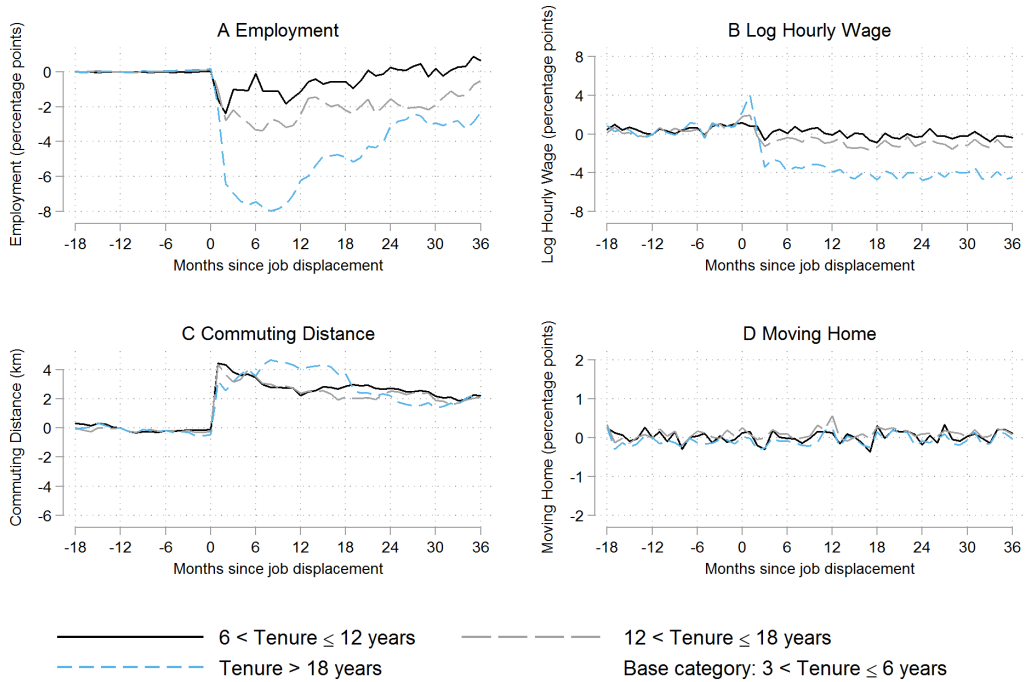 A Employment
Employment (percentage points)
0
-2
-4
-6
-8
-18 -12 -6 0 6 12 18 24 30 36
Months since job displacement
B Log Hourly Wage
Log Hourly Wage (percentage points)
8
4
0
-4
-8
-18 -12 -6 0 6 12 18 24 30 36
Months since job displacement
C Commuting Distance
Commuting Distance (km)
4
2
0
-2
-4
-6
-18 -12 -6 0 6 12 18 24 30 36
Months since job displacement
D Moving Home
Moving Home (percentage points)
2
1
0
-1
-2
-18 -12 -6 0 6 12 18 24 30 36
Months since job displacement
6 < Tenure ≤ 12 years
12 < Tenure ≤ 18 years
Tenure > 18 years
Base category: 3 < Tenure ≤ 6 years